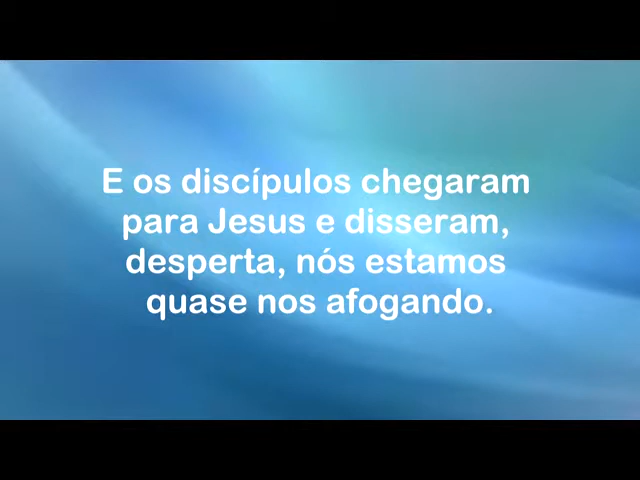 E os discípulos chegaram
para Jesus e disseram,
desperta, nós estamos
quase nos afogando.